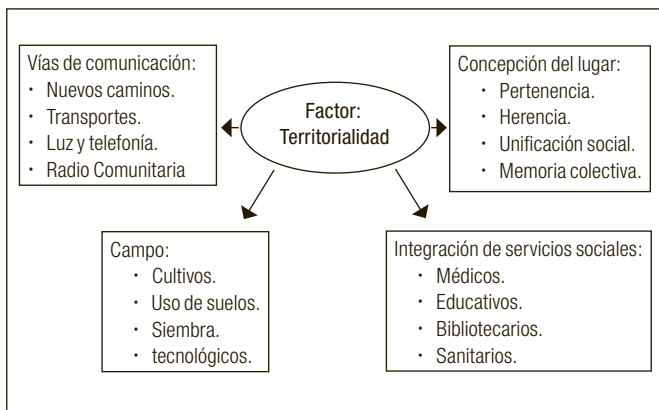 Vías de comunicación:
· Nuevos caminos.
· Transportes.
· Luz y telefonía.
· Radio Comunitaria
Factor:
Territorialidad
Concepción del lugar:
· Pertenencia.
· Herencia.
· Unificación social.
· Memoria colectiva.
Campo:
· Cultivos.
· Uso de suelos.
· Siembra.
· tecnológicos.
Integración de servicios sociales:
· Médicos.
· Educativos.
· Bibliotecarios.
· Sanitarios.